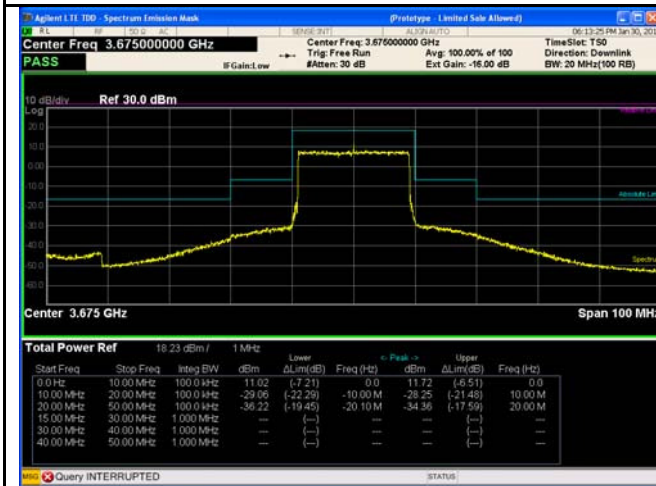 Agilent LTE TDD - Spectrum Emission Mask (Prototype - Limited Sale Allowed)
RL RF 50 Ω AC SENSE:INT ALIGN AUTO 06:13:25 PM Jan 30, 201
Center Freq 3.675000000 GHz Center Freq: 3.675000000 GHz TimeSlot: TS0
Trig: Free Run Avg: 100.00% of 100 Direction: Downlink
PASS IFGain:Low #Atten: 30 dB Ext Gain: -16.00 dB BW: 20 MHz(100 RB)
10 dB/div Ref 30.0 dBm
Log
20.0
10.0
0.00
-10.0
Absolute Lim
-20.0
-30.0
-40.0
Spectru
-50.0
-60.0
Center 3.675 GHz Span 100 MHz
Total Power Ref 18.23 dBm / 1 MHz
Lower <- Peak -> Upper
Start Freq Stop Freq Integ BW dBm ΔLim(dB) Freq (Hz) dBm ΔLim(dB) Freq (Hz)
0.0 Hz 10.00 MHz 100.0 kHz 11.02 (-7.21) 0.0 11.72 (-6.51) 0.0
10.00 MHz 20.00 MHz 100.0 kHz -29.06 (-22.29) -10.00 M -28.25 (-21.48) 10.00 M
20.00 MHz 50.00 MHz 100.0 kHz -36.22 (-19.45) -20.10 M -34.36 (-17.59) 20.00 M
15.00 MHz 30.00 MHz 1.000 MHz --- (---) --- --- (---) ---
30.00 MHz 40.00 MHz 1.000 MHz --- (---) --- --- (---) ---
40.00 MHz 50.00 MHz 1.000 MHz --- (---) --- --- (---) ---
MSG Query INTERRUPTED STATUS